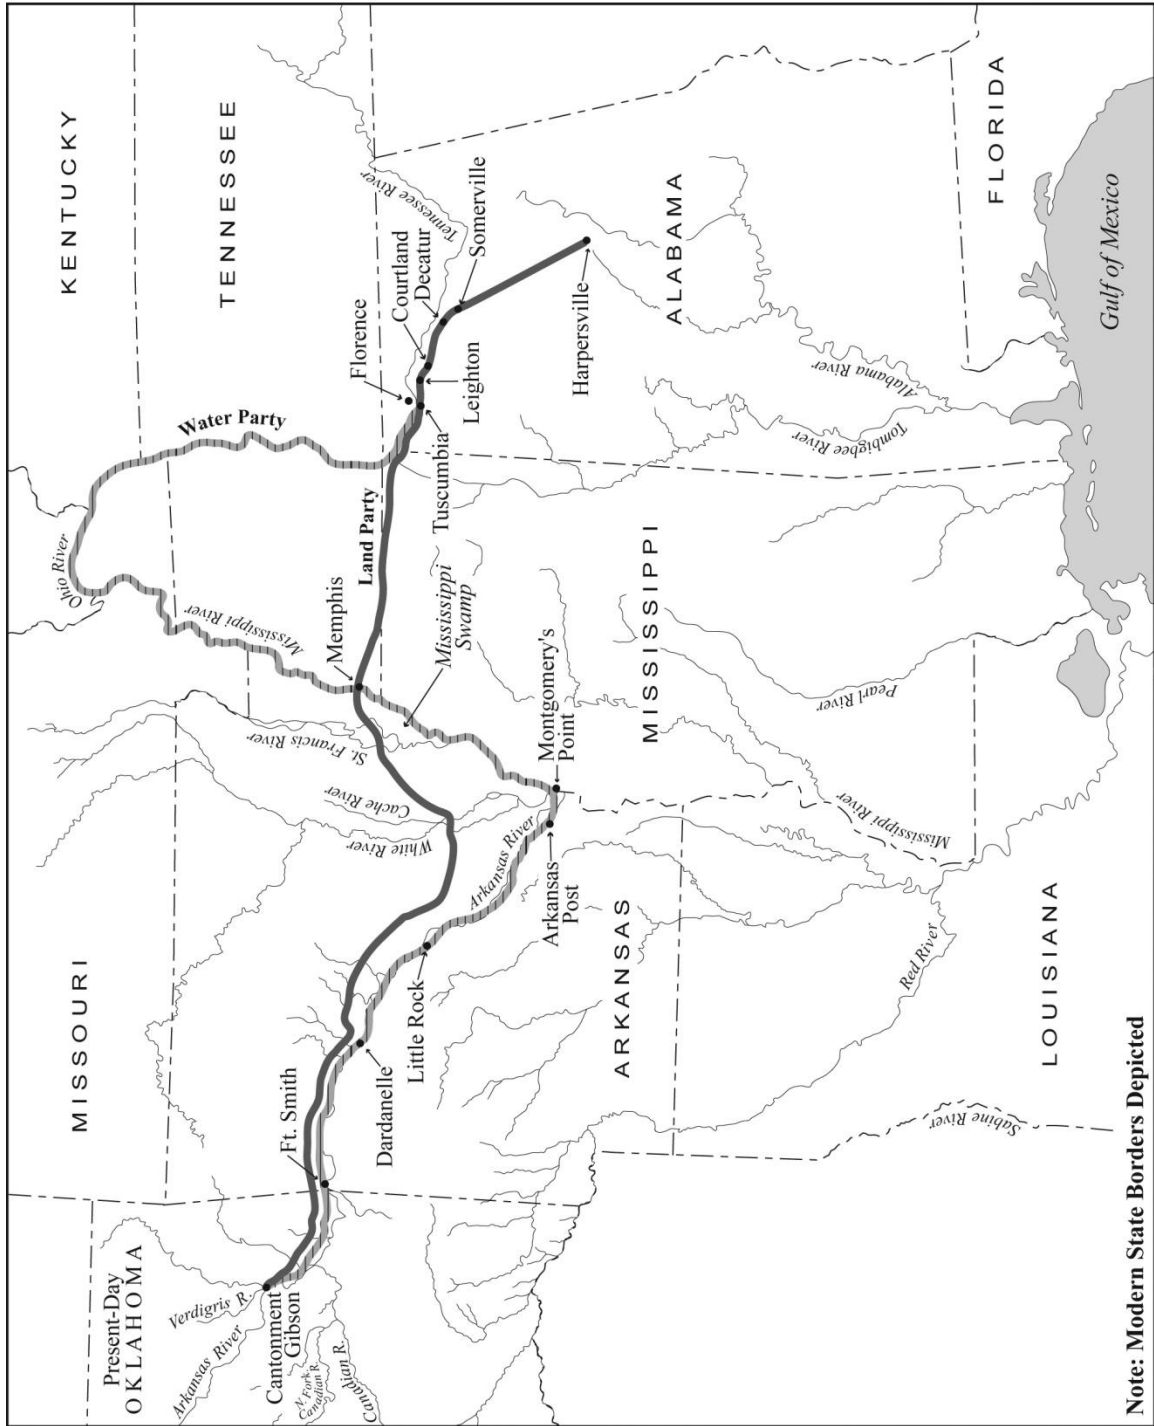 MISSOURI
KENTUCKY
Present-Day
OKLAHOMA
Ohio River
Verdigris R.
Arkansas River
Water Party
TENNESSEE
Cantonment
Gibson
Ft. Smith
N. Fork
Canadian R.
Canadian R.
Mississippi River
St. Francis River
Cache River
White River
Memphis
Land Party
Florence
Dardanelle
Little Rock
Courtland
Decatur
Tennessee River
Mississippi
Swamp
Tuscumbia
Leighton
Somerville
Arkansas River
Arkansas
Post
Montgomery's
Point
Harpersville
ARKANSAS
MISSISSIPPI
ALABAMA
Tombigbee River
Alabama River
Pearl River
Mississippi River
Red River
Sabine River
LOUISIANA
FLORIDA
Gulf of Mexico
Note: Modern State Borders Depicted